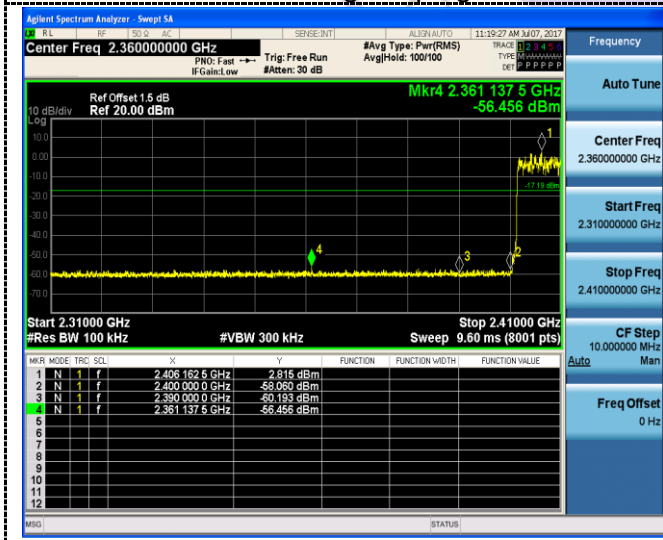 Agilent Spectrum Analyzer - Swept SA
RL RF 50 Ω AC SENSE:INT ALIGN AUTO 11:19:27 AM Jul 07, 2017
Center Freq 2.360000000 GHz
PNO: Fast
IFGain:Low
Trig: Free Run
#Atten: 30 dB
#Avg Type: Pwr(RMS)
Avg|Hold: 100/100
TRACE 1 2 3 4 5 6
TYPE MWWWWW
DET P P P P P P
Ref Offset 1.5 dB
10 dB/div Ref 20.00 dBm
Log
Mkr4 2.361 137 5 GHz
-56.456 dBm
10.0
0.00
-10.0
-20.0
-30.0
-40.0
-50.0
-60.0
-70.0
1
-17.19 dBm
4
3
2
Start 2.31000 GHz Stop 2.41000 GHz
#Res BW 100 kHz #VBW 300 kHz Sweep 9.60 ms (8001 pts)
MKR MODE TRC SCL X Y FUNCTION FUNCTION WIDTH FUNCTION VALUE
1 N 1 f 2.406 162 5 GHz 2.815 dBm
2 N 1 f 2.400 000 0 GHz -58.060 dBm
3 N 1 f 2.390 000 0 GHz -60.193 dBm
4 N 1 f 2.361 137 5 GHz -56.456 dBm
5
6
7
8
9
10
11
12
MSG STATUS
Frequency
Auto Tune
Center Freq
2.360000000 GHz
Start Freq
2.310000000 GHz
Stop Freq
2.410000000 GHz
CF Step
10.000000 MHz
Auto Man
Freq Offset
0 Hz